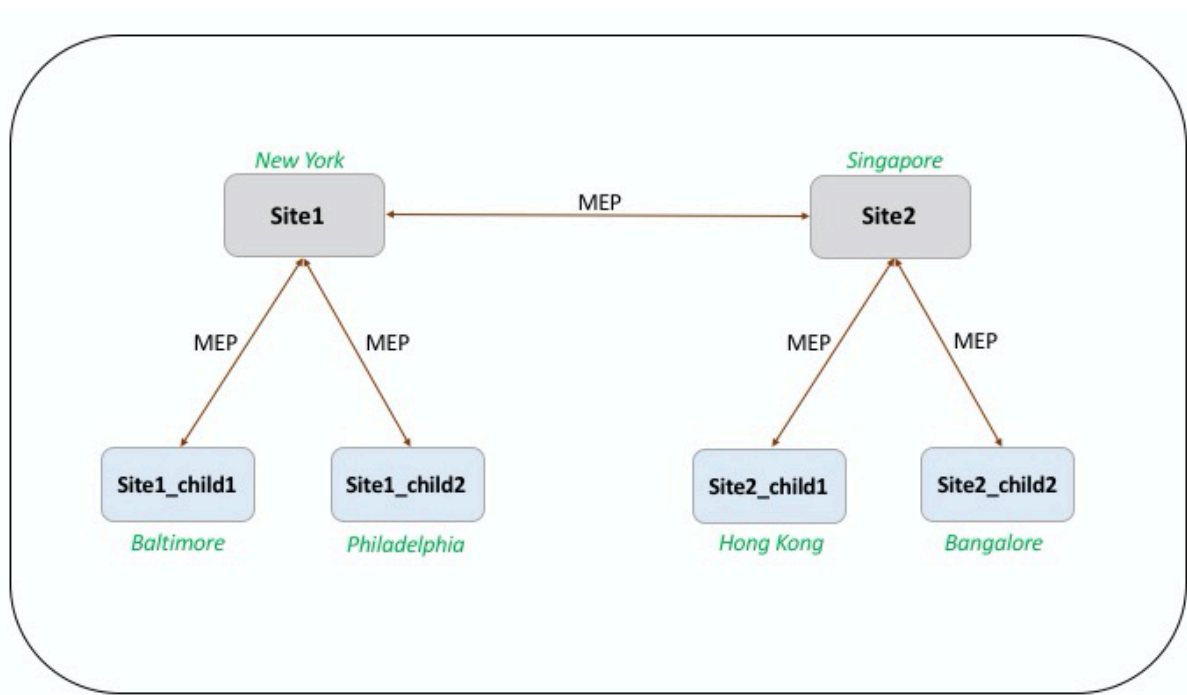 New York
Singapore
Site1
MEP
Site2
MEP
MEP
MEP
MEP
Site1_child1
Site1_child2
Site2_child1
Site2_child2
Baltimore
Philadelphia
Hong Kong
Bangalore